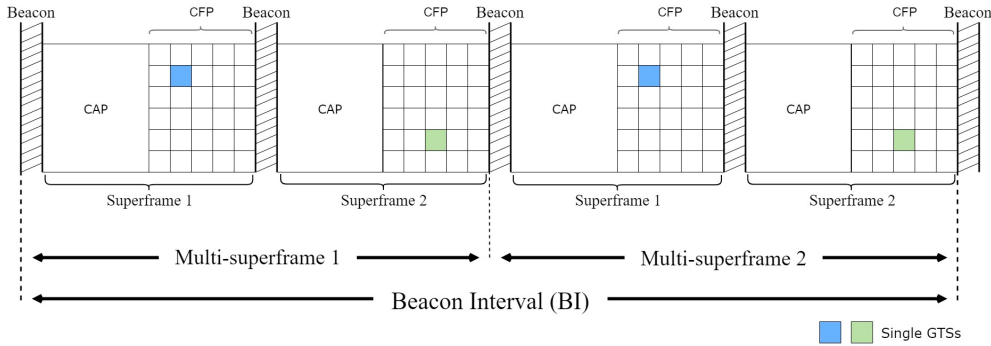 Beacon CFP Beacon CFP Beacon CFP Beacon CFP Beacon
CAP CAP CAP CAP
Superframe 1 Superframe 2 Superframe 1 Superframe 2
Multi-superframe 1 Multi-superframe 2
Beacon Interval (BI)
Single GTSs